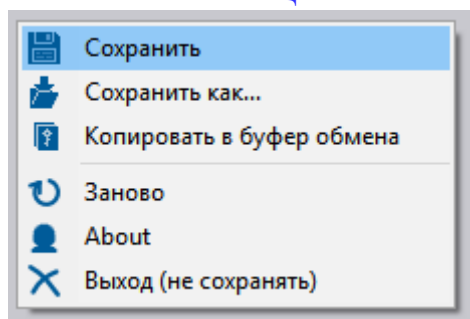 Сохранить
Сохранить как...
Копировать в буфер обмена
Заново
About
Выход (не сохранять)